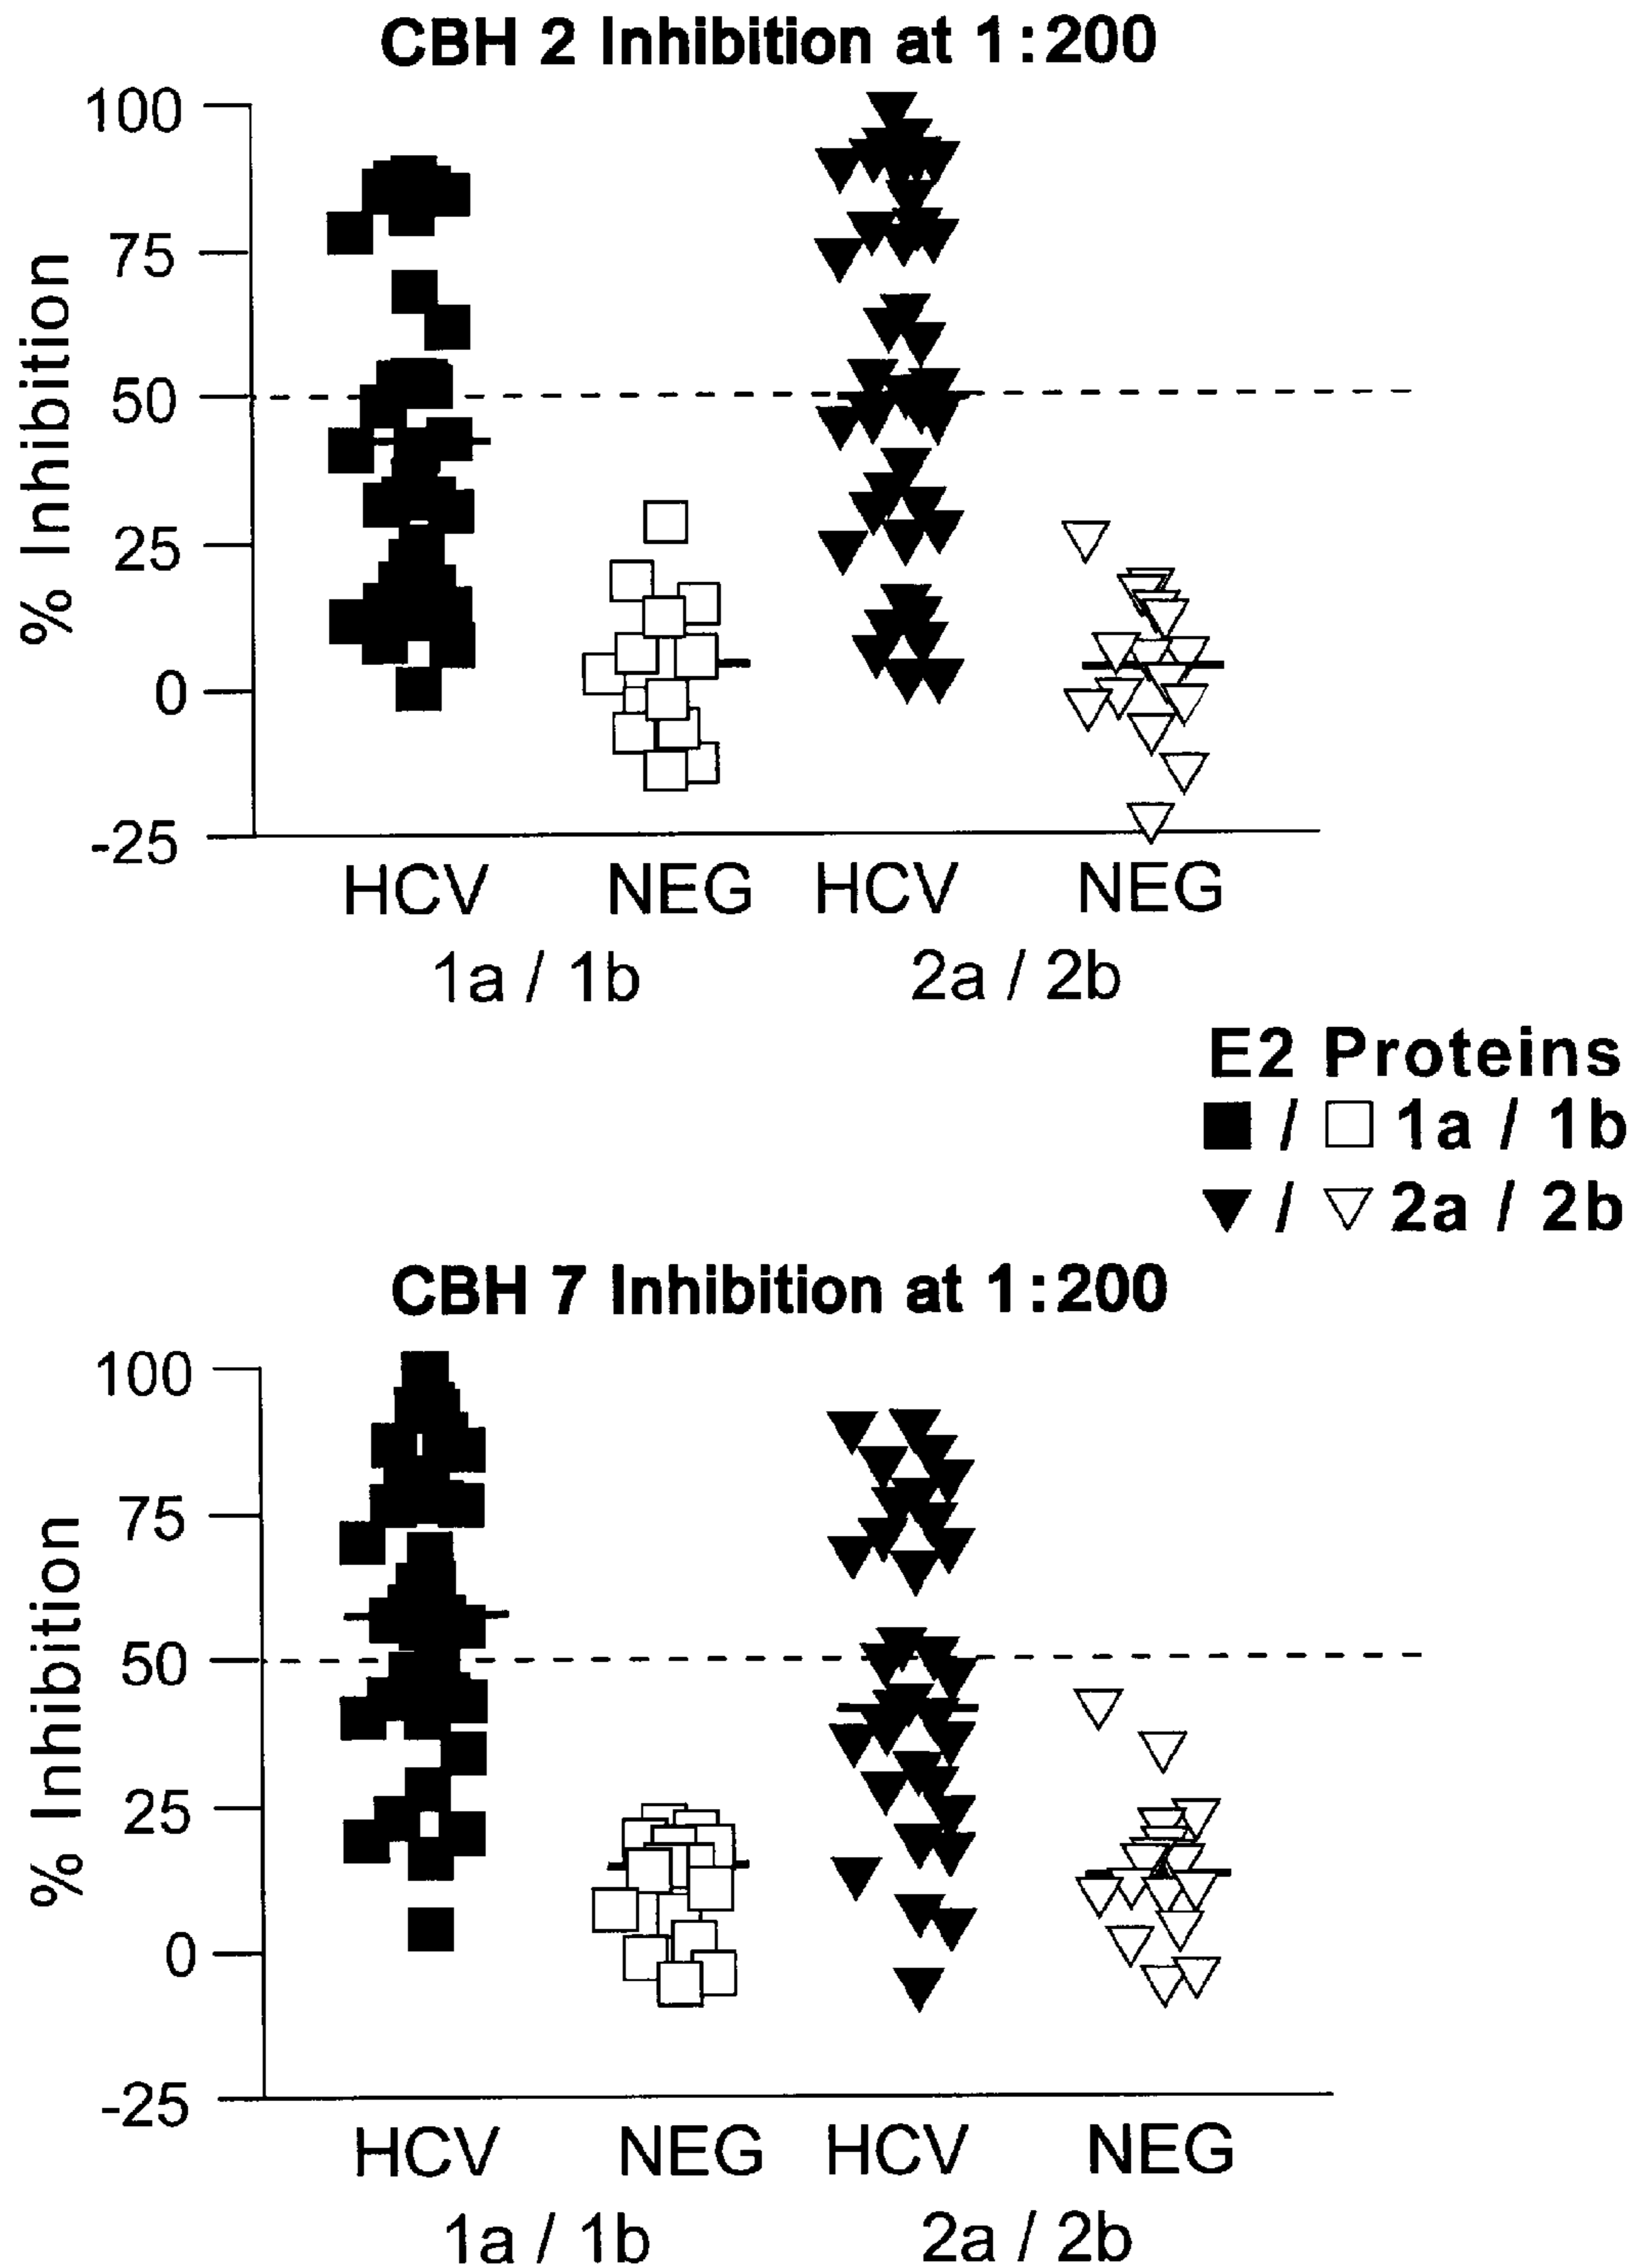 CBH 2 Inhibition at 1:200
100
75
50
25
0
-25
% Inhibition
HCV NEG HCV NEG
1a / 1b 2a / 2b
E2 Proteins
/ 1a / 1b
/ 2a / 2b
CBH 7 Inhibition at 1:200
100
75
50
25
0
-25
% Inhibition
HCV NEG HCV NEG
1a / 1b 2a / 2b